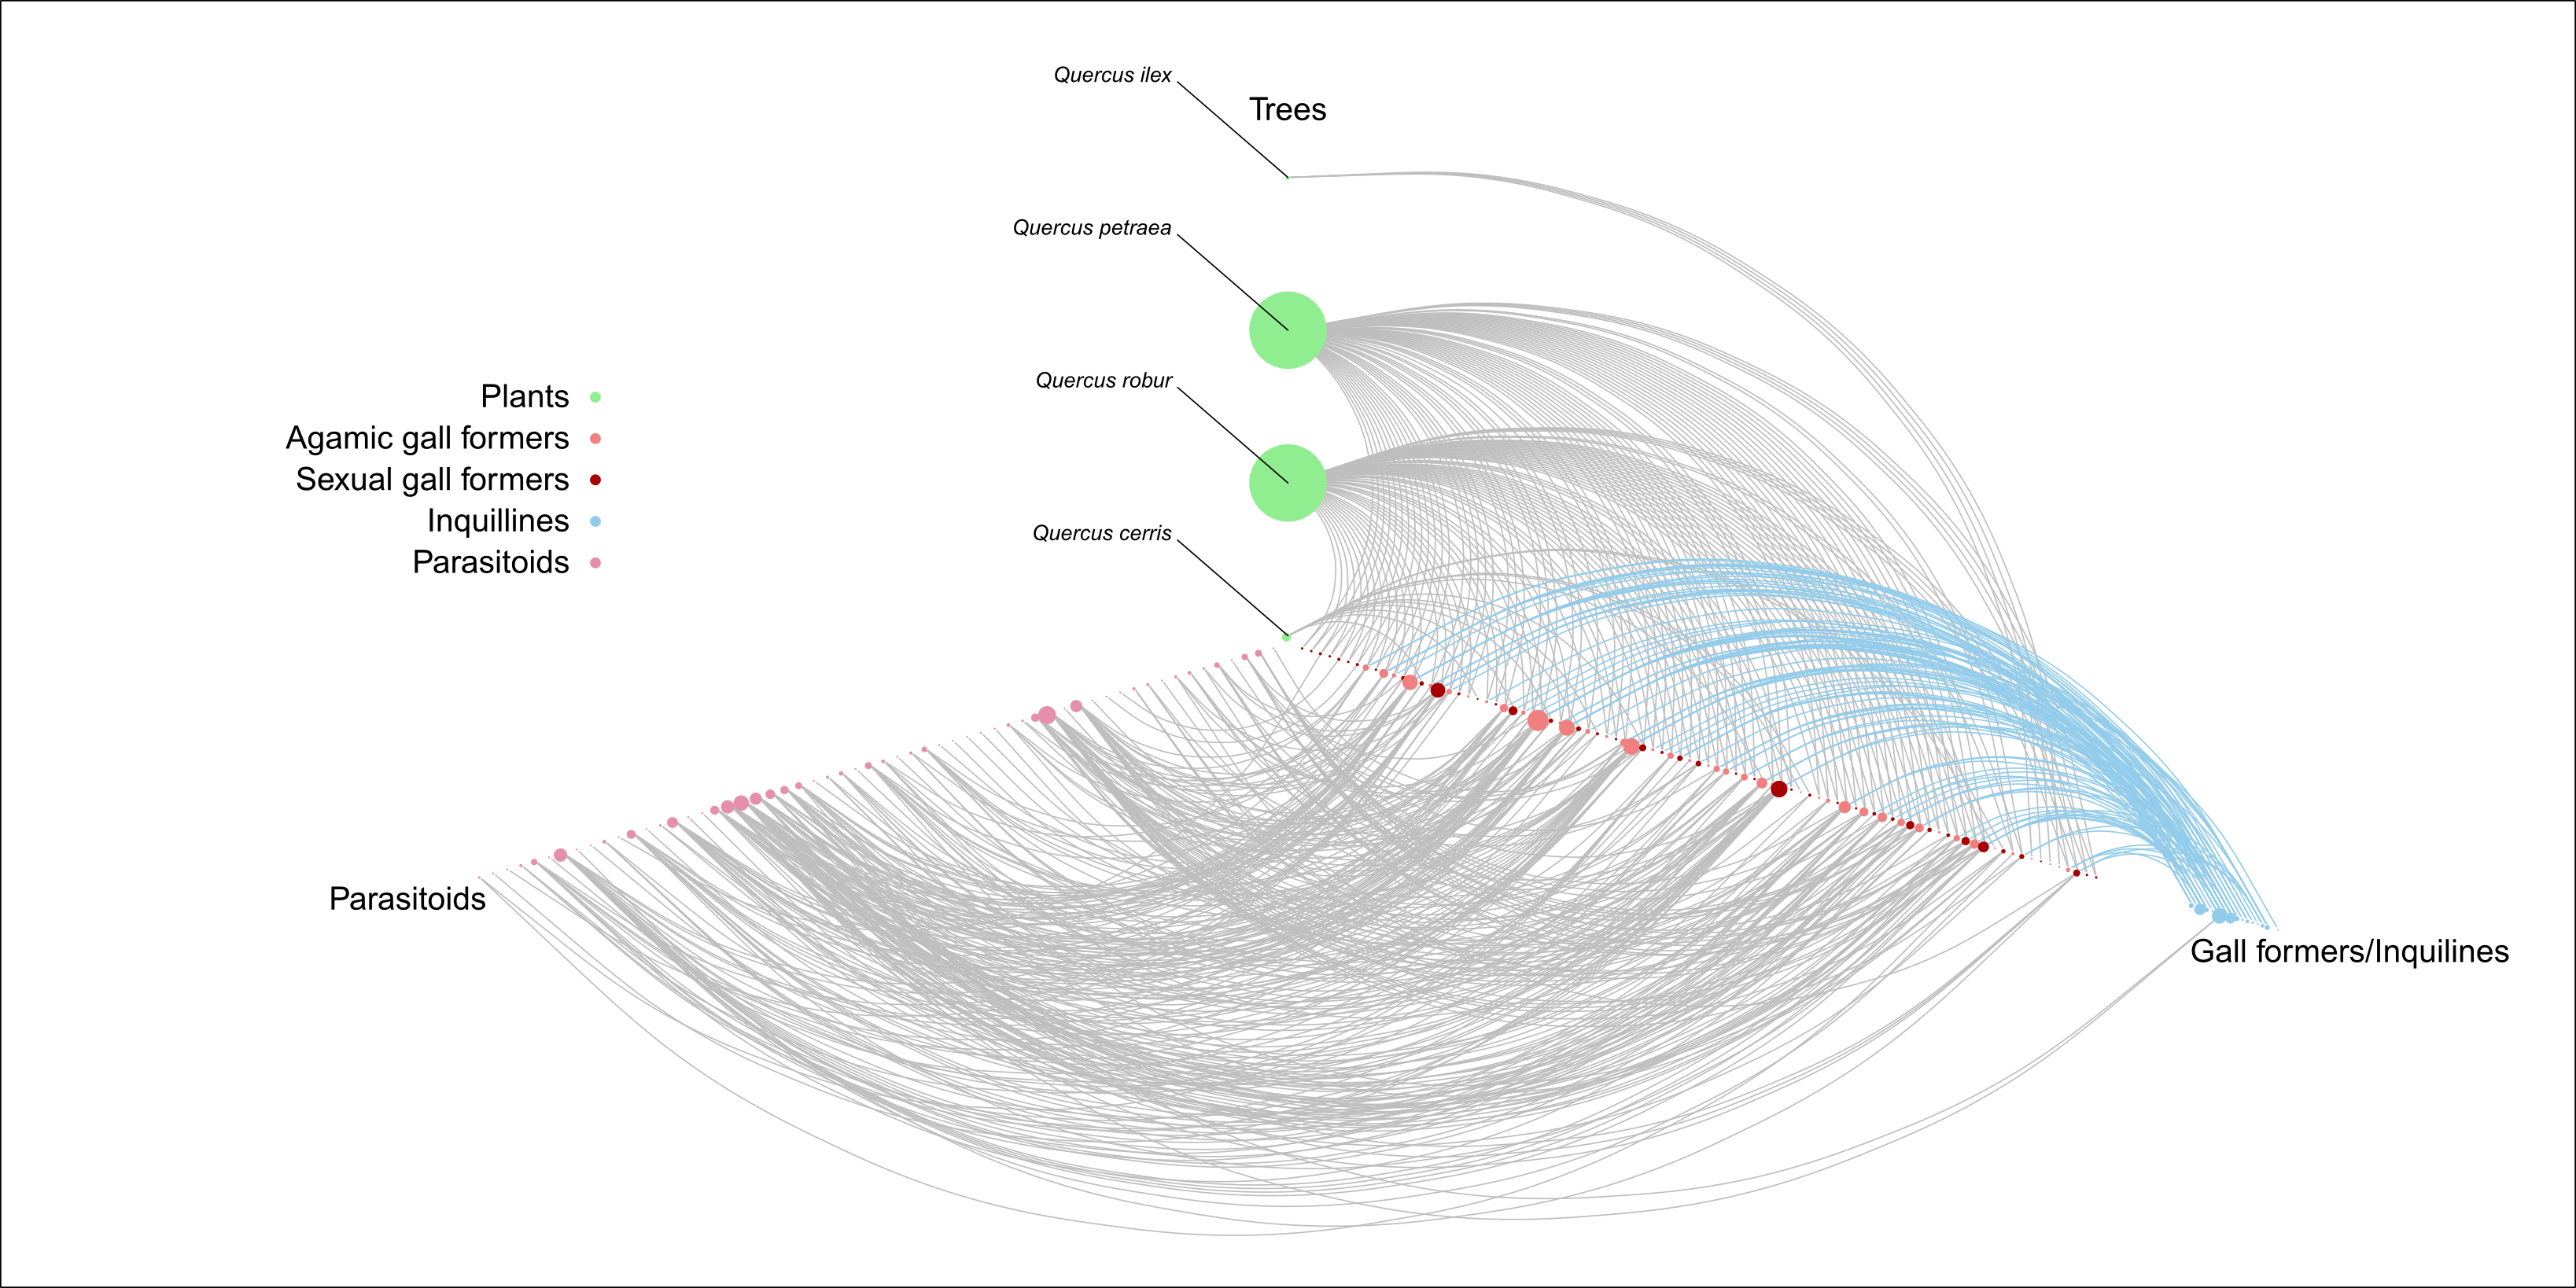 Quercus ilex
Trees
Quercus petraea
Quercus robur
Quercus cerris
Plants
Agamic gall formers
Sexual gall formers
Inquillines
Parasitoids
Parasitoids
Gall formers/Inquilines